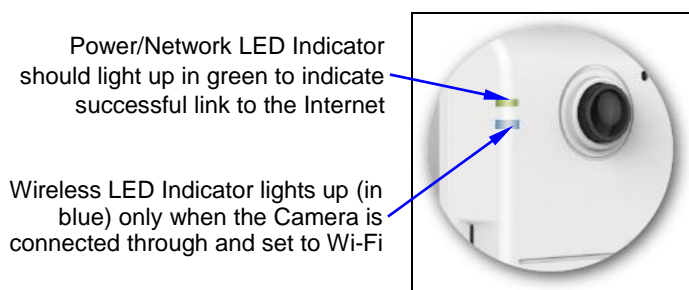 Power/Network LED Indicator
should light up in green to indicate
successful link to the Internet
Wireless LED Indicator lights up (in
blue) only when the Camera is
connected through and set to Wi-Fi